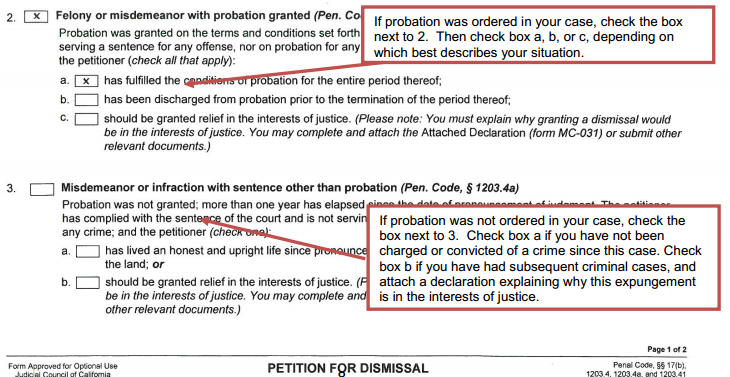 2. x Felony or misdemeanor with probation granted (Pen. Co
Probation was granted on the terms and conditions set forth
serving a sentence for any offense, nor on probation for any
the petitioner (check all that apply):
If probation was ordered in your case, check the box
next to 2. Then check box a, b, or c, depending on
which best describes your situation.
a. x has fulfilled the conditions of probation for the entire period thereof;
b. has been discharged from probation prior to the termination of the period thereof;
c. should be granted relief in the interests of justice. (Please note: You must explain why granting a dismissal would
be in the interests of justice. You may complete and attach the Attached Declaration (form MC-031) or submit other
relevant documents.)
3. Misdemeanor or infraction with sentence other than probation (Pen. Code, § 1203.4a)
Probation was not granted; more than one year has elapsed since the date of pronouncement of judgment. The petitioner
has complied with the sentence of the court and is not servin
any crime; and the petitioner (check one):
If probation was not ordered in your case, check the
box next to 3. Check box a if you have not been
charged or convicted of a crime since this case. Check
box b if you have had subsequent criminal cases, and
attach a declaration explaining why this expungement
is in the interests of justice.
a. has lived an honest and upright life since pronounce
the land; or
b. should be granted relief in the interests of justice. (P
be in the interests of justice. You may complete and
other relevant documents.)
Page 1 of 2
Form Approved for Optional Use
Judicial Council of California
PETITION FOR DISMISSAL
Penal Code, §§ 17(b),
1203.4, 1203.4a, and 1203.41